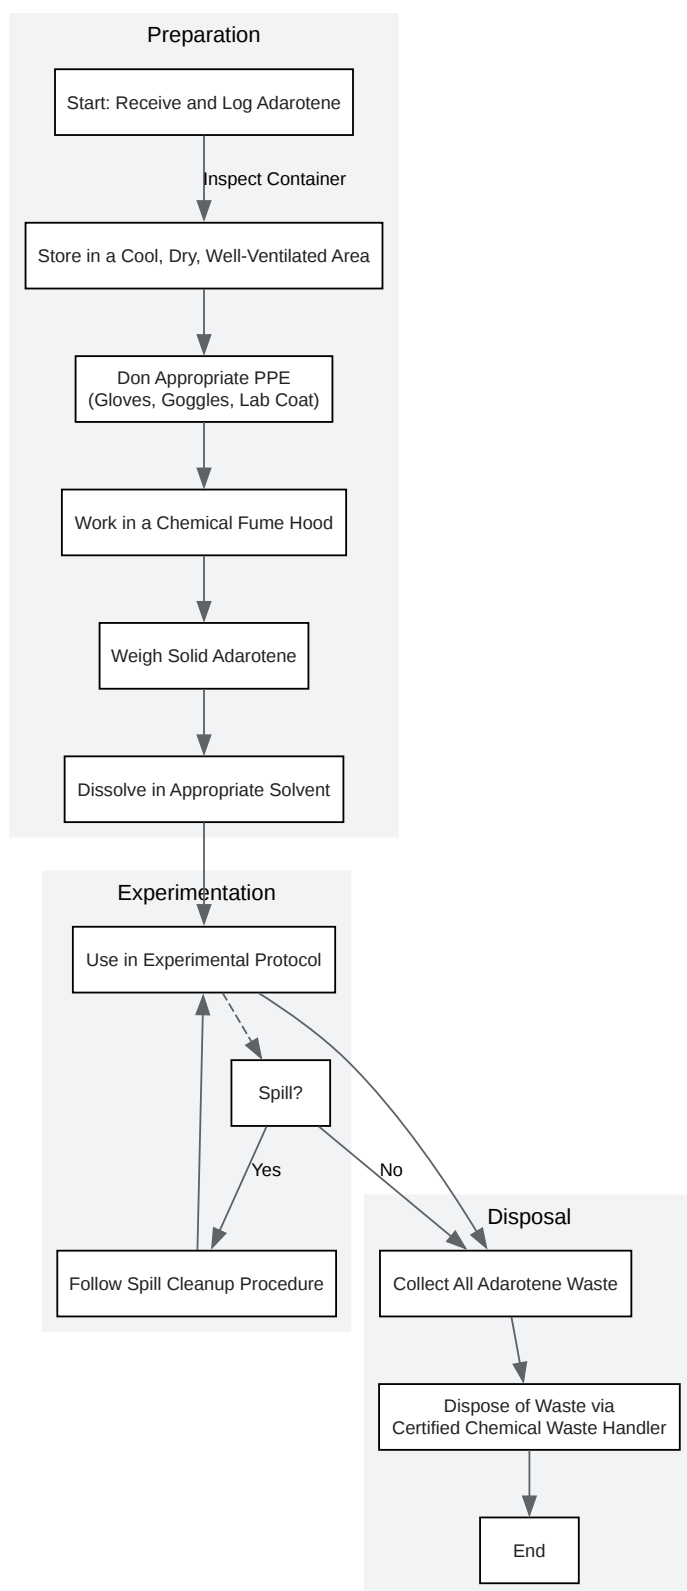 Preparation
Start: Receive and Log Adarotene
Inspect Container
Store in a Cool, Dry, Well-Ventilated Area
Don Appropriate PPE
(Gloves, Goggles, Lab Coat)
Work in a Chemical Fume Hood
Weigh Solid Adarotene
Dissolve in Appropriate Solvent
Experimentation
Use in Experimental Protocol
Spill?
Yes
No
Follow Spill Cleanup Procedure
Disposal
Collect All Adarotene Waste
Dispose of Waste via
Certified Chemical Waste Handler
End